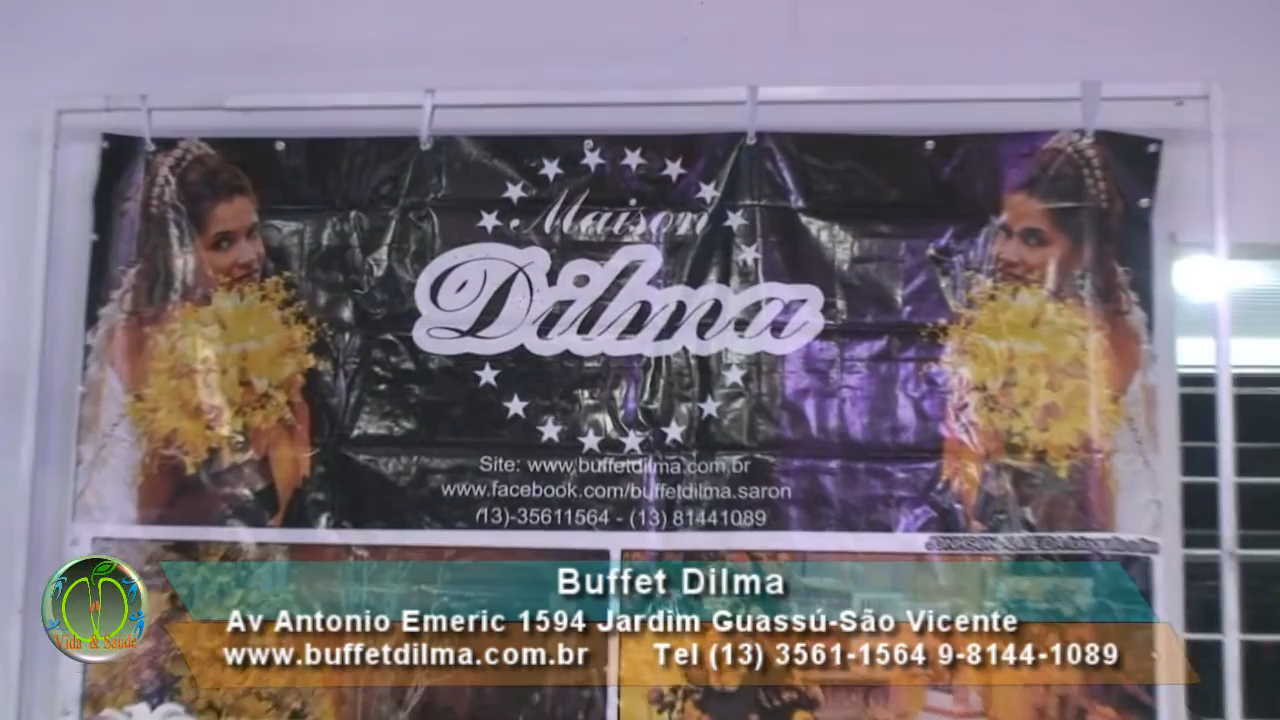 Maison
Dilma
Site: www.buffetdilma.com.br
www.facebook.com/buffetdilma.saron
(13)-35611564 - (13) 81441089
Buffet Dilma
Av Antonio Emeric 1594 Jardim Guassú-São Vicente
www.buffetdilma.com.br Tel (13) 3561-1564 9-8144-1089
Vida & Saúde